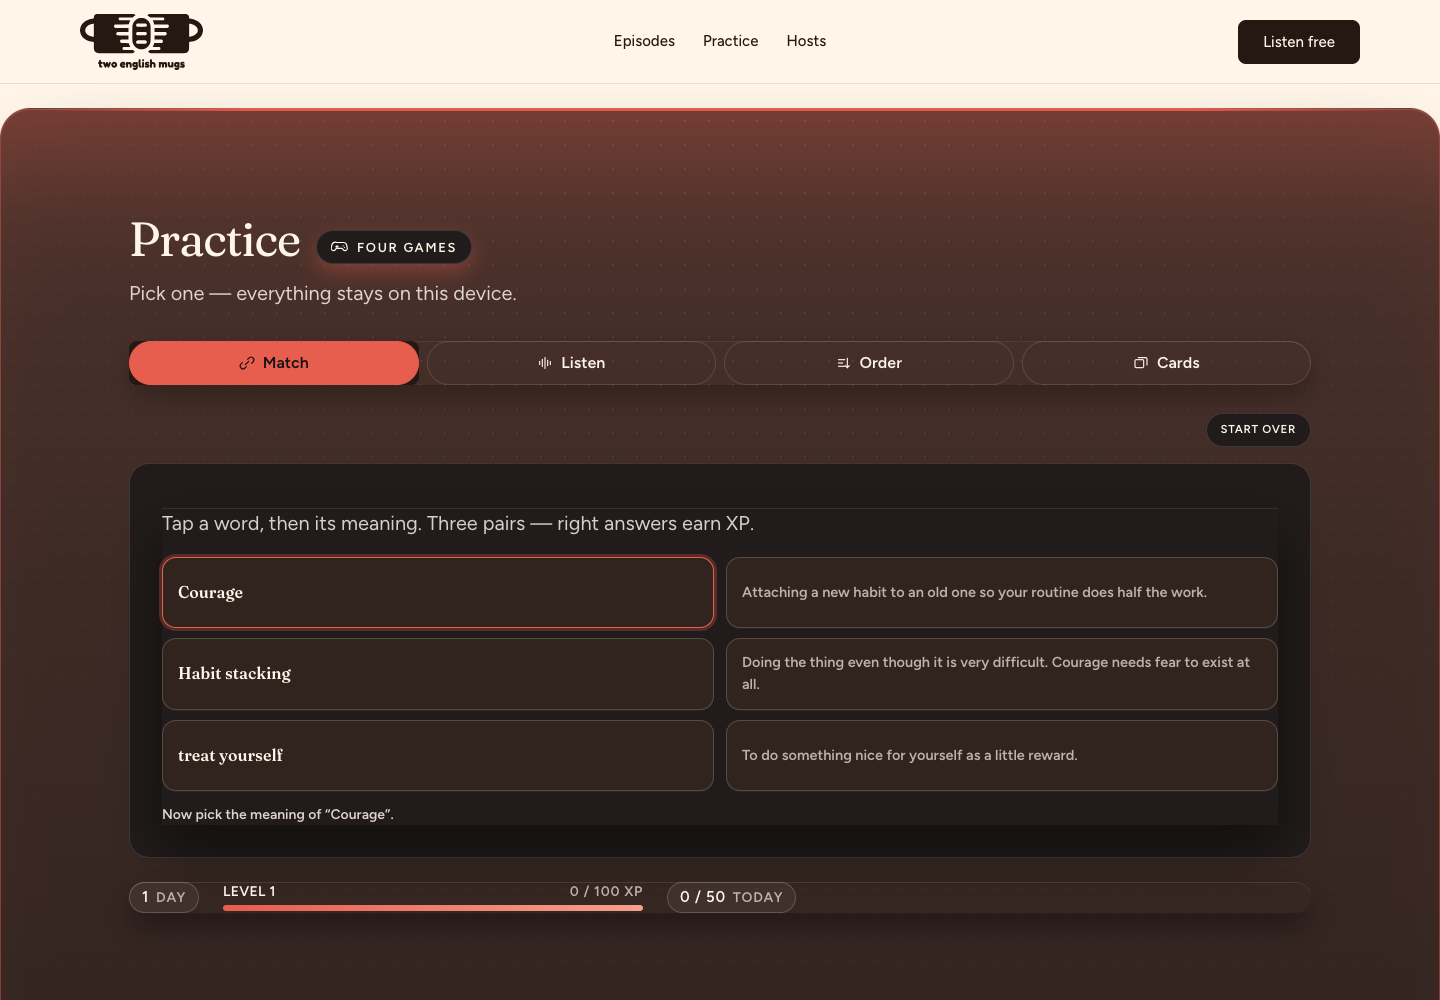 two english mugs
Episodes
Practice
Hosts
Listen free
Practice
FOUR GAMES
Pick one — everything stays on this device.
Match
Listen
Order
Cards
START OVER
Tap a word, then its meaning. Three pairs — right answers earn XP.
Courage
Attaching a new habit to an old one so your routine does half the work.
Habit stacking
Doing the thing even though it is very difficult. Courage needs fear to exist at
all.
treat yourself
To do something nice for yourself as a little reward.
Now pick the meaning of “Courage”.
1 DAY
LEVEL 1
0 / 100 XP
0 / 50 TODAY